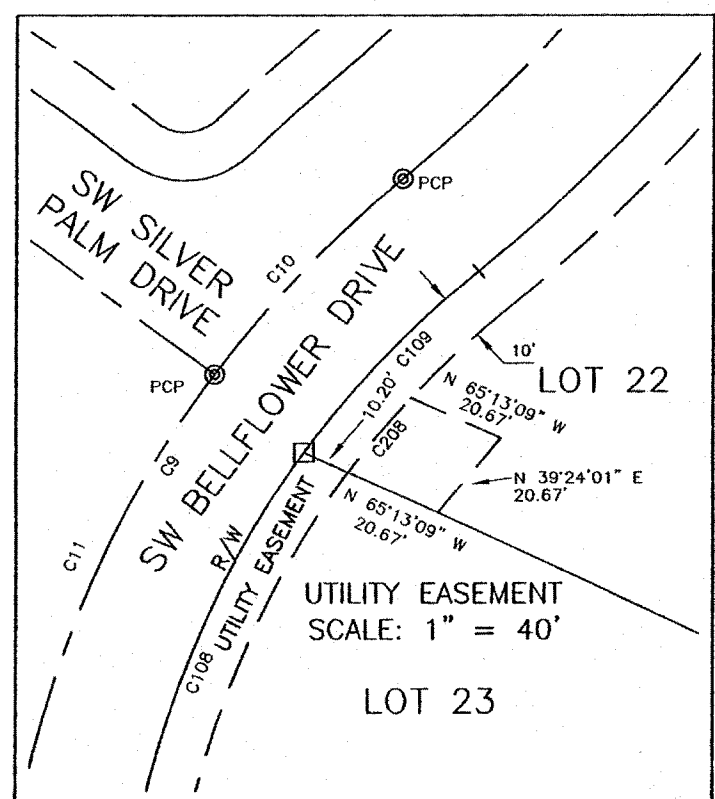 PCP
SW SILVER
PALM DRIVE
C10
SW BELLFLOWER DRIVE
C109
10'
LOT 22
PCP
10.20'
N 65°13'09" W
20.67'
C208
C9
N 39°24'01" E
20.67'
N 65°13'09" W
20.67'
C11
R/W
UTILITY EASEMENT
UTILITY EASEMENT
SCALE: 1" = 40'
C108
LOT 23